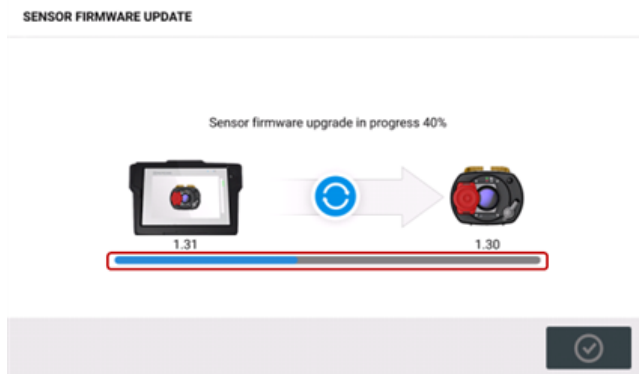 SENSOR FIRMWARE UPDATE
Sensor firmware upgrade in progress 40%
1.31
1.30